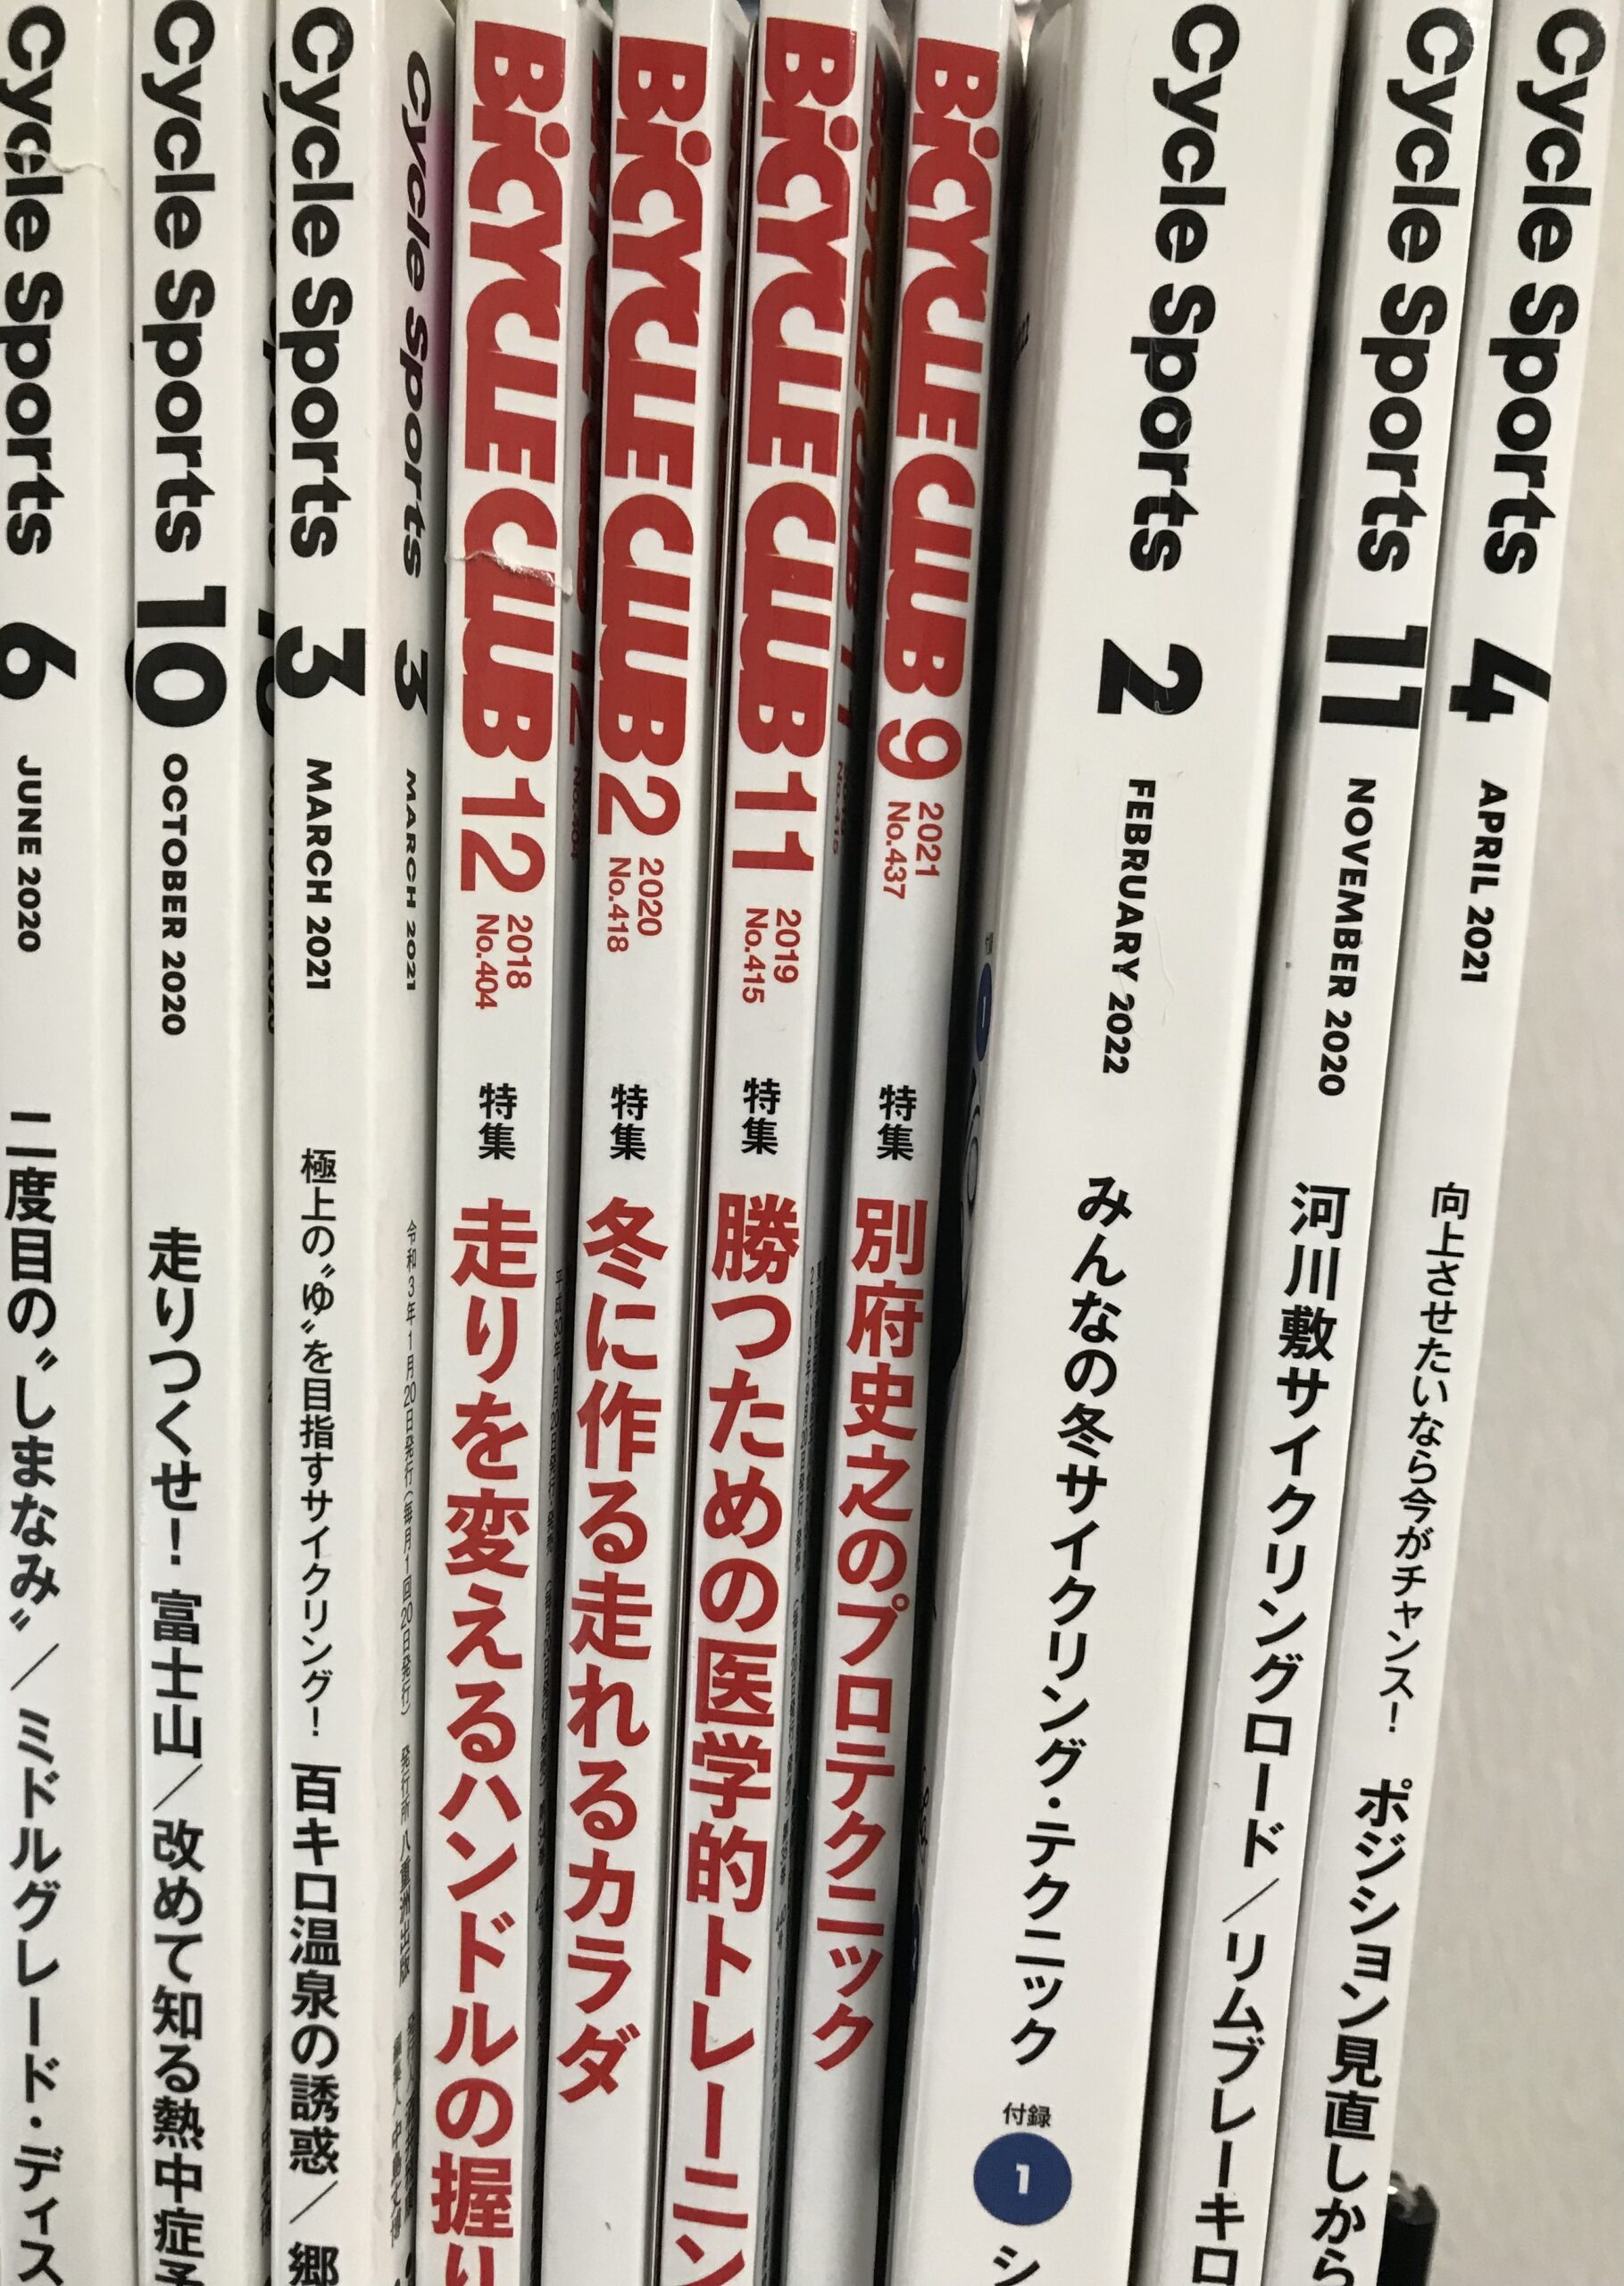 Cycle Sports 6 JUNE 2020 二度目の〝しまなみ〟／ミドルグレード・ディス
Cycle Sports 10 OCTOBER 2020 走りつくせ！富士山／改めて知る熱中症予
Cycle Sports 3 MARCH 2021 極上の〝ゆ〟を目指すサイクリング！ 百キロ温泉の誘惑／郷
Cycle Sports 3 MARCH 2021 令和3年1月20日発行（毎月1回20日発行） 発行所 八重洲出版
BiCYCLE CLUB 12 2018 No.404 特集 走りを変えるハンドルの握り
BiCYCLE CLUB 2 2020 No.418 特集 冬に作る走れるカラダ
BiCYCLE CLUB 11 2019 No.415 特集 勝つための医学的トレーニン
BiCYCLE CLUB 9 2021 No.437 特集 別府史之のプロテクニック
Cycle Sports 2 FEBRUARY 2022 みんなの冬サイクリング・テクニック 付録 1 シ
Cycle Sports 11 NOVEMBER 2020 河川敷サイクリングロード／リムブレーキロ
Cycle Sports 4 APRIL 2021 向上させたいなら今がチャンス！ ポジション見直しから